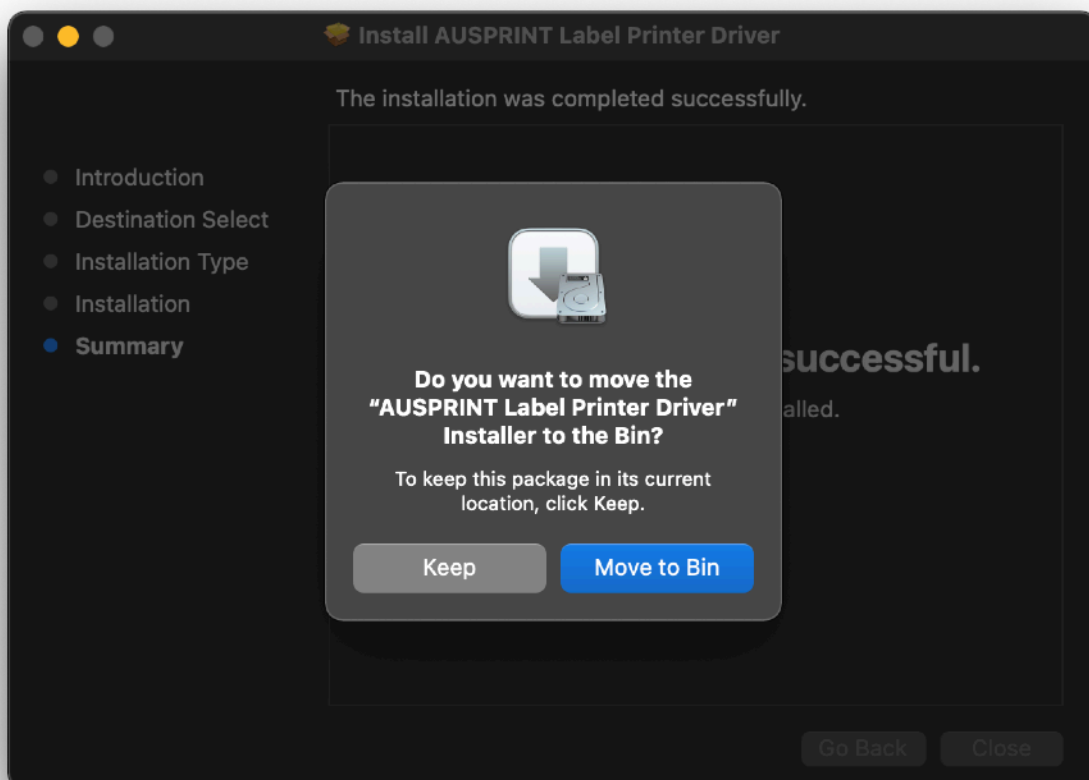 Install AUSPRINT Label Printer Driver
The installation was completed successfully.
Introduction
Destination Select
Installation Type
Installation
Summary
successful.
alled.
Do you want to move the
“AUSPRINT Label Printer Driver”
Installer to the Bin?
To keep this package in its current
location, click Keep.
Keep
Move to Bin
Go Back
Close